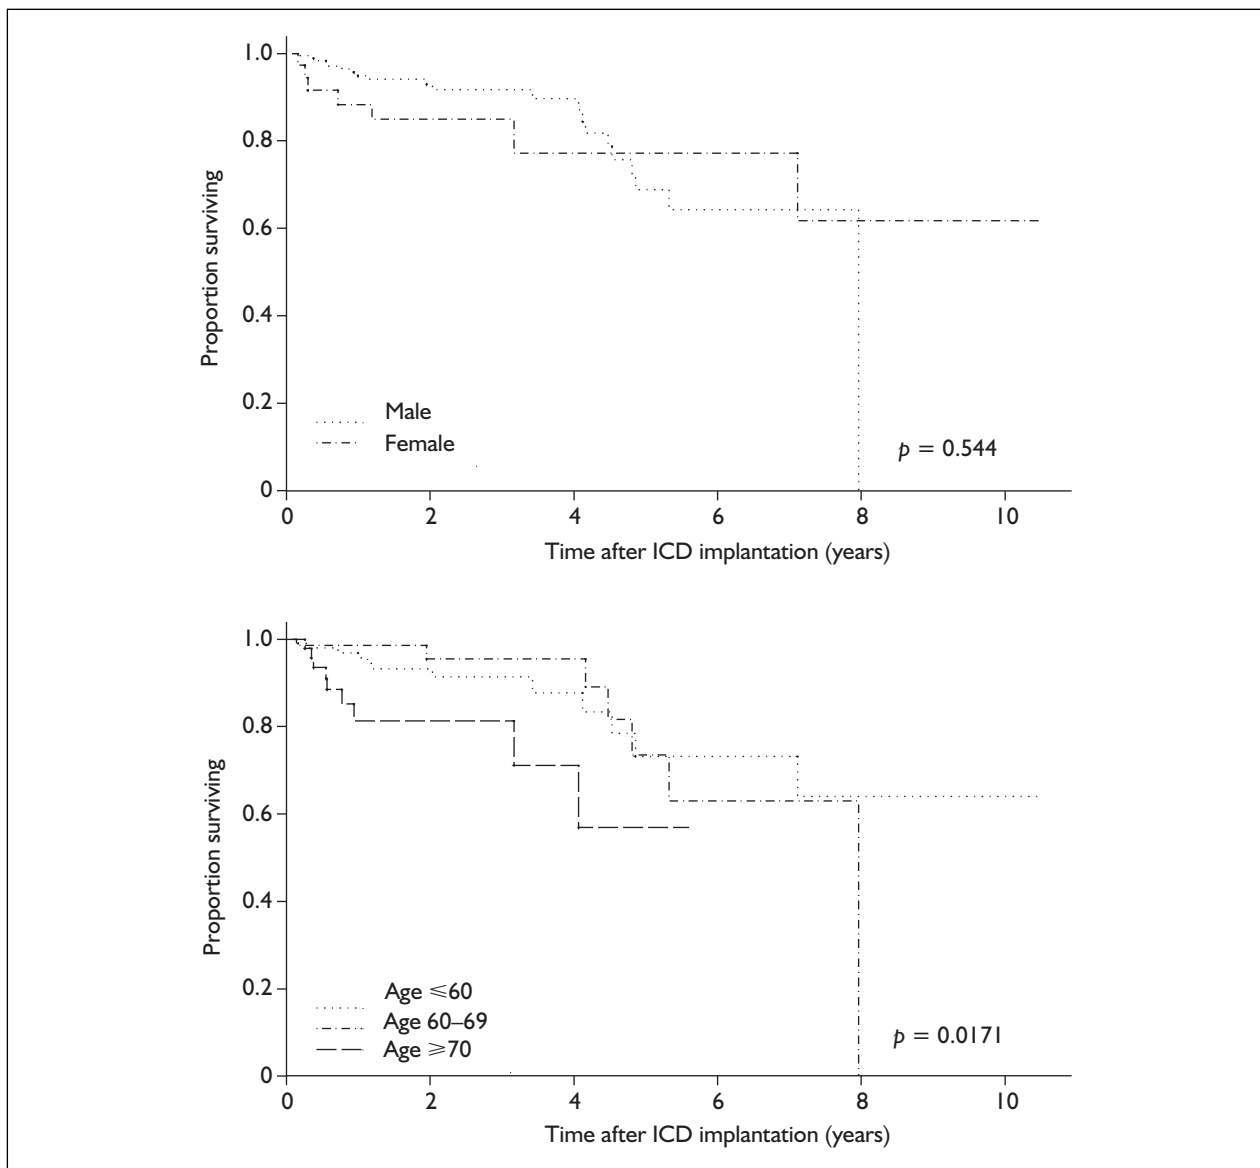 1.0
0.8
0.6
0.4
0.2
0
Proportion surviving
Male
Female
p = 0.544
0 2 4 6 8 10
Time after ICD implantation (years)
1.0
0.8
0.6
0.4
0.2
0
Proportion surviving
Age ⩽60
Age 60–69
Age ⩾70
p = 0.0171
0 2 4 6 8 10
Time after ICD implantation (years)